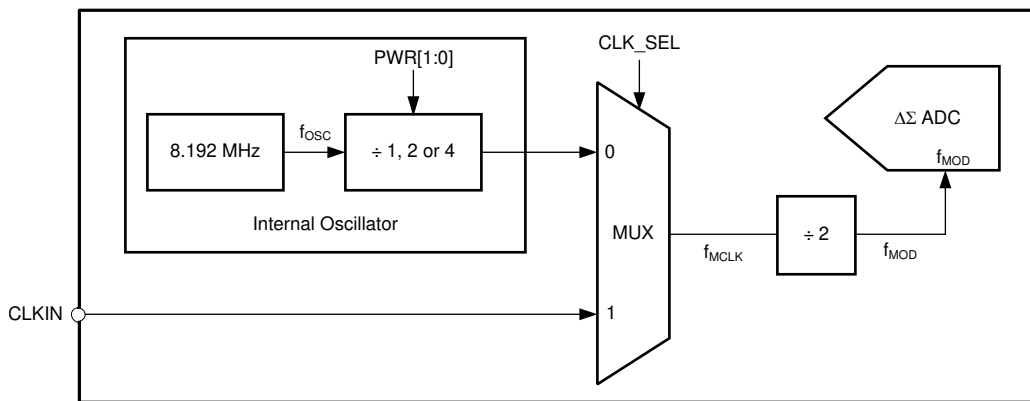 PWR[1:0]
CLK_SEL
8.192 MHz
fOSC
÷ 1, 2 or 4
0
ΔΣ ADC
fMOD
Internal Oscillator
MUX
fMCLK
÷ 2
fMOD
CLKIN
1